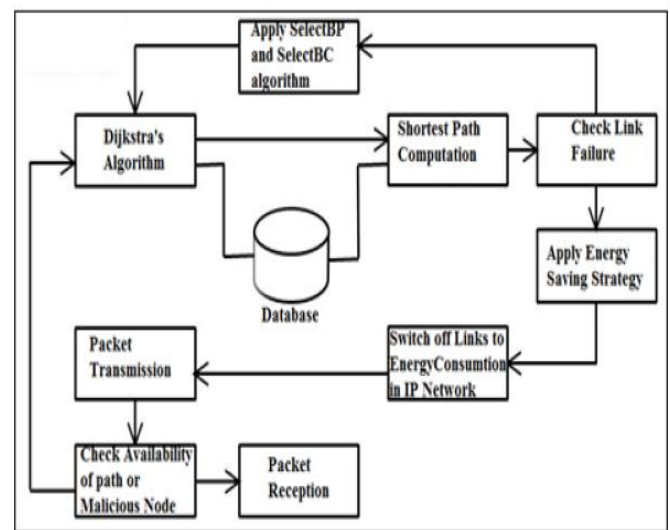 Apply SelectBP
and SelectBC
algorithm
Dijkstra's
Algorithm
Shortest Path
Computation
Check Link
Failure
Database
Apply Energy
Saving Strategy
Switch off Links to
EnergyConsumtion
in IP Network
Packet
Transmission
Check Availability
of path or
Malicious Node
Packet
Reception